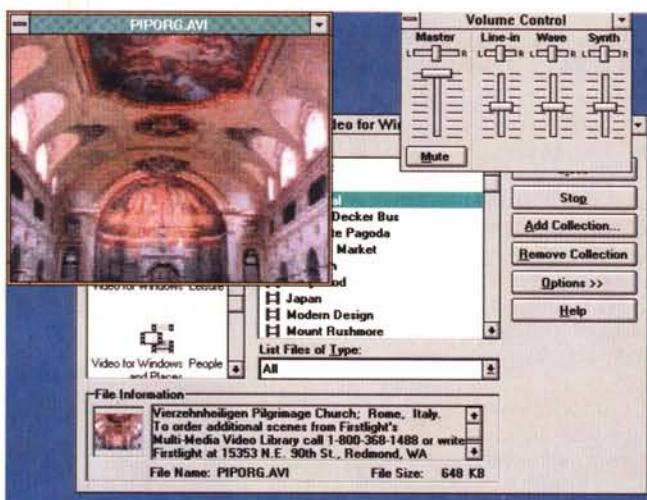 PIPORG.AVI
Volume Control
Master
Line-in
Wave
Synth
L R L R L R L R
Mute
Stop
Decker Bus
Add Collection...
Pagoda
Market
Remove Collection
Options >>
Japan
Modern Design
Help
Mount Rushmore
Video for Windows People
and Places
List Files of Type:
All
File Information
Vierzehnheiligen Pilgrimage Church; Rome, Italy.
To order additional scenes from Firstlight's
Multi-Media Video Library call 1-800-368-1488 or write
Firstlight at 15353 N.E. 90th St., Redmond, WA
File Name: PIPORG.AVI
File Size: 648 KB